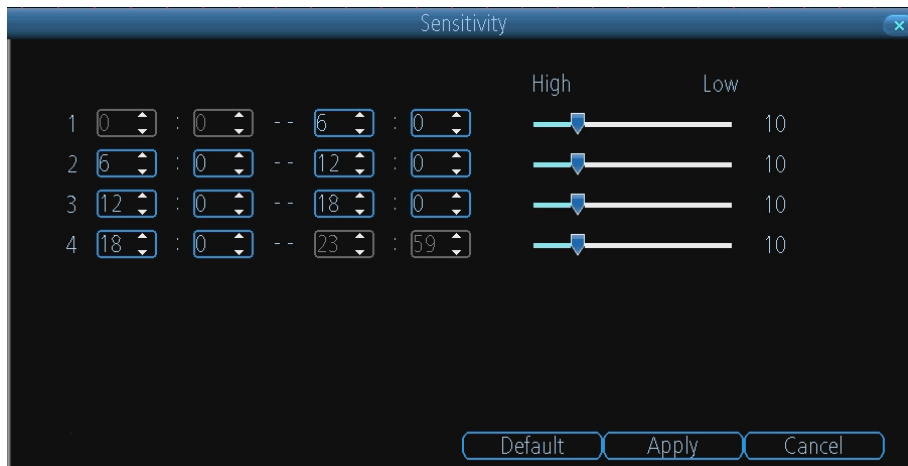 Sensitivity
High Low
1 0 : 0 -- 6 : 0 10
2 6 : 0 -- 12 : 0 10
3 12 : 0 -- 18 : 0 10
4 18 : 0 -- 23 : 59 10
Default Apply Cancel